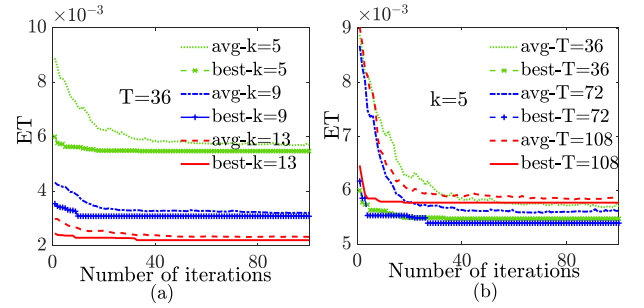 ×10⁻³
10
8
6
4
2
ET
T=36
avg-k=5
best-k=5
avg-k=9
best-k=9
avg-k=13
best-k=13
0
40
80
Number of iterations
(a)
×10⁻³
9
8
7
6
5
ET
k=5
avg-T=36
best-T=36
avg-T=72
best-T=72
avg-T=108
best-T=108
0
40
80
Number of iterations
(b)